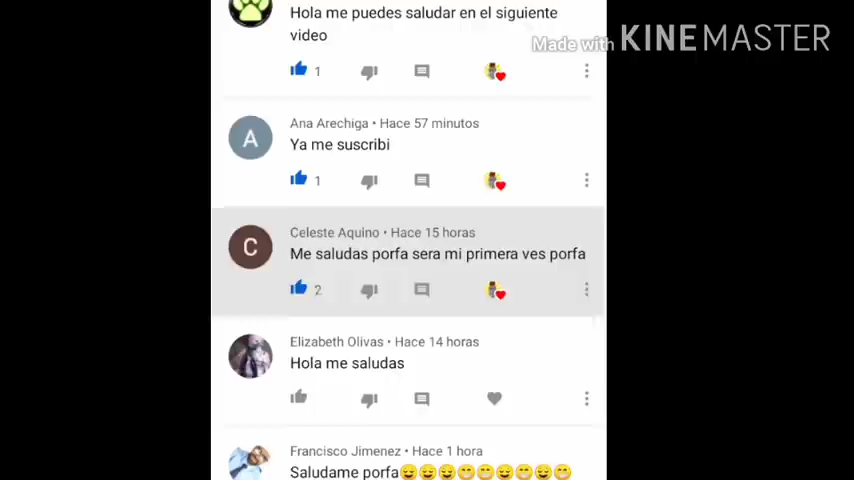 Hola me puedes saludar en el siguiente
video
Made with KINEMASTER
1
Ana Arechiga • Hace 57 minutos
A
Ya me suscribi
1
Celeste Aquino • Hace 15 horas
C
Me saludas porfa sera mi primera ves porfa
2
Elizabeth Olivas • Hace 14 horas
Hola me saludas
Francisco Jimenez • Hace 1 hora
Saludame porfa😌😌😌😁😁😌😁😌😁